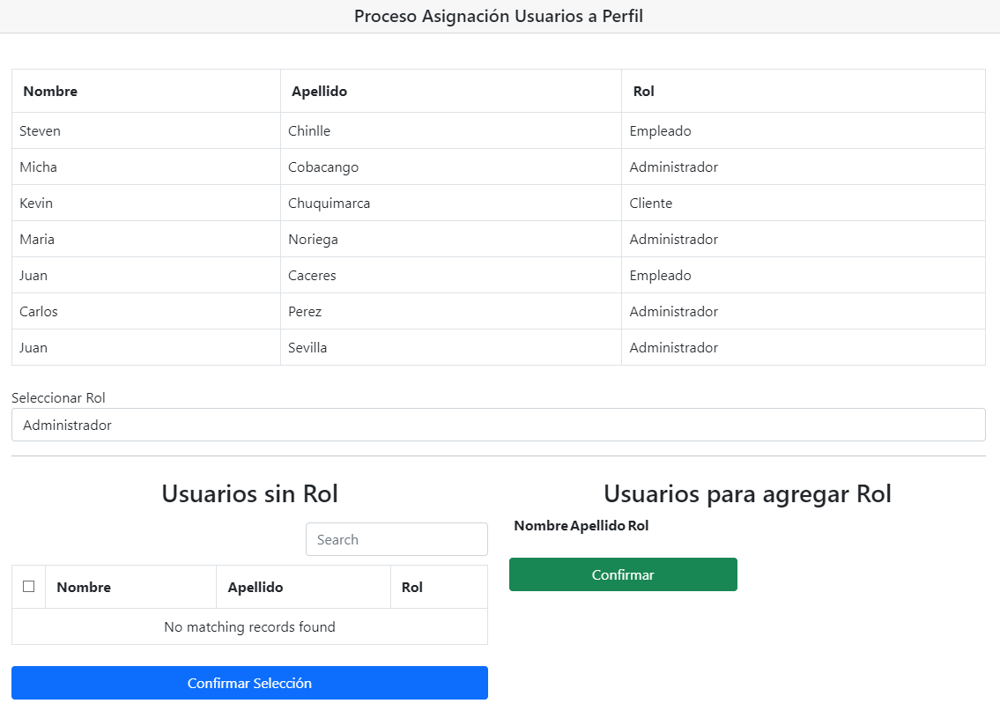 Proceso Asignación Usuarios a Perfil
Nombre Apellido Rol
Steven Chinlle Empleado
Micha Cobacango Administrador
Kevin Chuquimarca Cliente
Maria Noriega Administrador
Juan Caceres Empleado
Carlos Perez Administrador
Juan Sevilla Administrador
Seleccionar Rol
Administrador
Usuarios sin Rol
Search
Nombre Apellido Rol
No matching records found
Confirmar Selección
Usuarios para agregar Rol
Nombre Apellido Rol
Confirmar